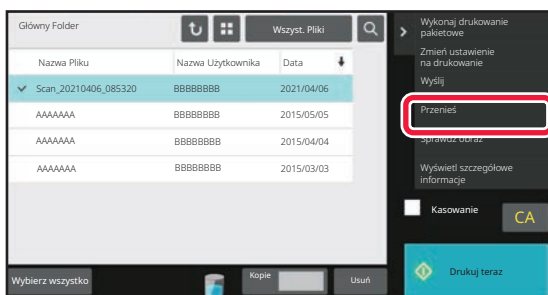 Główny Folder
Wszyst. Pliki
Nazwa Pliku Nazwa Użytkownika Data
Scan_20210406_085320 BBBBBBBB 2021/04/06
AAAAAAA BBBBBBBB 2015/05/05
AAAAAAA BBBBBBBB 2015/04/04
AAAAAAA BBBBBBBB 2015/03/03
Wybierz wszystko
Kopie
Usuń
Wykonaj drukowanie
pakietowe
Zmień ustawienie
na drukowanie
Wyślij
Przenieś
Sprawdź obraz
Wyświetl szczegółowe
informacje
Kasowanie
CA
Drukuj teraz